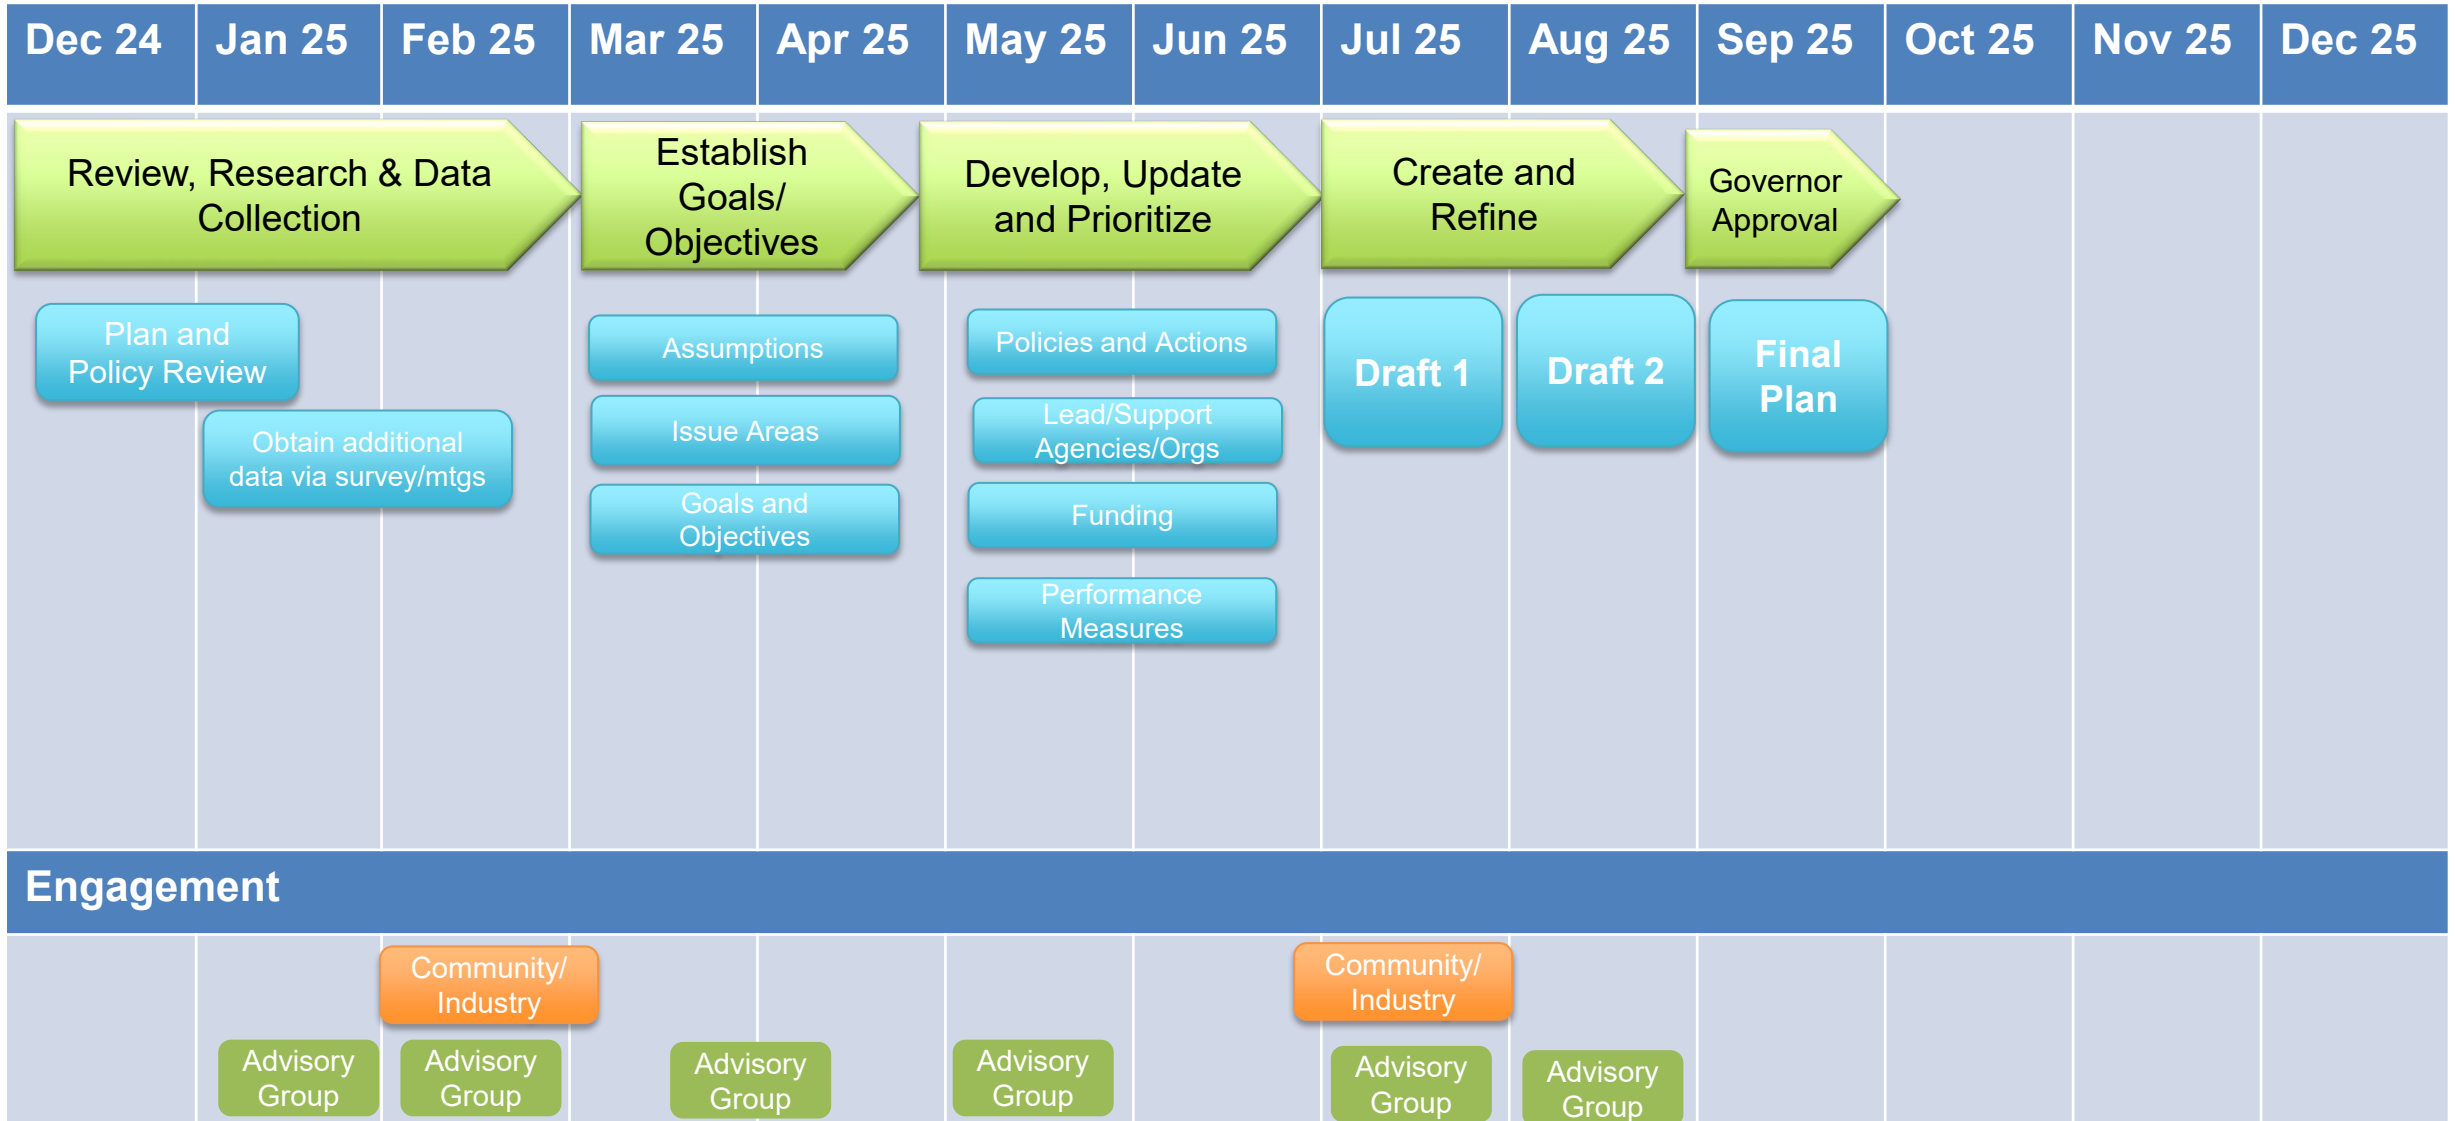 Dec 24 Jan 25 Feb 25 Mar 25 Apr 25 May 25 Jun 25 Jul 25 Aug 25 Sep 25 Oct 25 Nov 25 Dec 25
Review, Research & Data
Collection
Establish
Goals/
Objectives
Develop, Update
and Prioritize
Create and
Refine
Governor
Approval
Plan and
Policy Review
Obtain additional
data via survey/mtgs
Assumptions
Issue Areas
Goals and
Objectives
Policies and Actions
Lead/Support
Agencies/Orgs
Funding
Performance
Measures
Draft 1
Draft 2
Final
Plan
Engagement
Community/
Industry
Community/
Industry
Advisory
Group
Advisory
Group
Advisory
Group
Advisory
Group
Advisory
Group
Advisory
Group